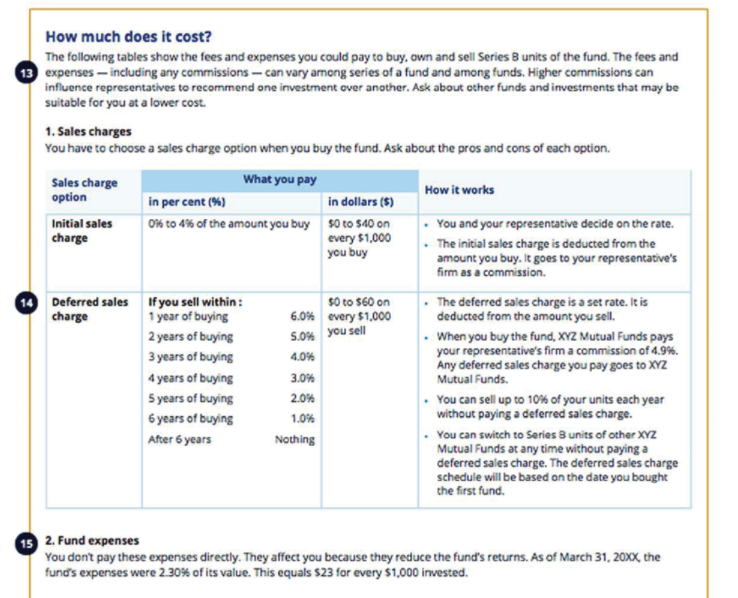 How much does it cost?
The following tables show the fees and expenses you could pay to buy, own and sell Series B units of the fund. The fees and
13
expenses — including any commissions — can vary among series of a fund and among funds. Higher commissions can
influence representatives to recommend one investment over another. Ask about other funds and investments that may be
suitable for you at a lower cost.
1. Sales charges
You have to choose a sales charge option when you buy the fund. Ask about the pros and cons of each option.
Sales charge
option
What you pay
in per cent (%)
in dollars ($)
How it works
Initial sales
charge
0% to 4% of the amount you buy
$0 to $40 on
every $1,000
you buy
• You and your representative decide on the rate.
• The initial sales charge is deducted from the
amount you buy. It goes to your representative's
firm as a commission.
14
Deferred sales
charge
If you sell within :
1 year of buying 6.0%
2 years of buying 5.0%
3 years of buying 4.0%
4 years of buying 3.0%
5 years of buying 2.0%
6 years of buying 1.0%
After 6 years Nothing
$0 to $60 on
every $1,000
you sell
• The deferred sales charge is a set rate. It is
deducted from the amount you sell.
• When you buy the fund, XYZ Mutual Funds pays
your representative's firm a commission of 4.9%.
Any deferred sales charge you pay goes to XYZ
Mutual Funds.
• You can sell up to 10% of your units each year
without paying a deferred sales charge.
• You can switch to Series B units of other XYZ
Mutual Funds at any time without paying a
deferred sales charge. The deferred sales charge
schedule will be based on the date you bought
the first fund.
15
2. Fund expenses
You don't pay these expenses directly. They affect you because they reduce the fund's returns. As of March 31, 20XX, the
fund's expenses were 2.30% of its value. This equals $23 for every $1,000 invested.